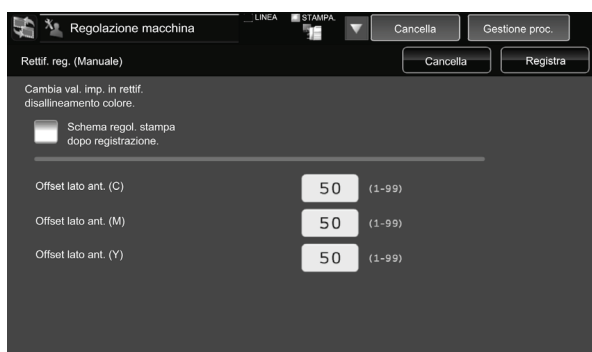 LINEA STAMPA.
Regolazione macchina Cancella Gestione proc.
Rettif. reg. (Manuale) Cancella Registra
Cambia val. imp. in rettif.
disallineamento colore.
Schema regol. stampa
dopo registrazione.
Offset lato ant. (C) 50 (1-99)
Offset lato ant. (M) 50 (1-99)
Offset lato ant. (Y) 50 (1-99)